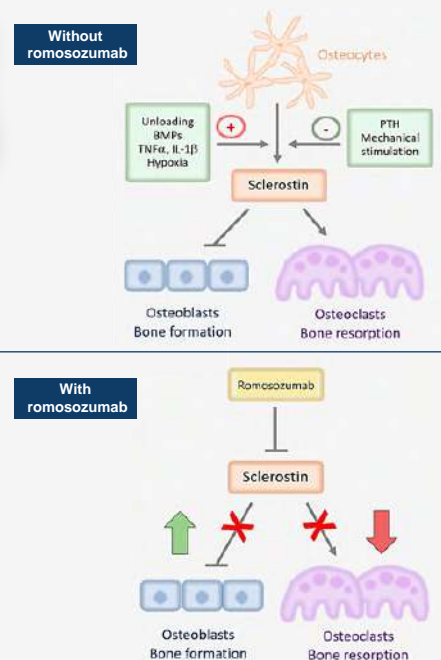 Without
romosozumab
Osteocytes
Unloading
BMPs
TNFα, IL-1β
Hypoxia
+
-
PTH
Mechanical
stimulation
Sclerostin
Osteoblasts
Bone formation
Osteoclasts
Bone resorption
With
romosozumab
Romosozumab
Sclerostin
Osteoblasts
Bone formation
Osteoclasts
Bone resorption